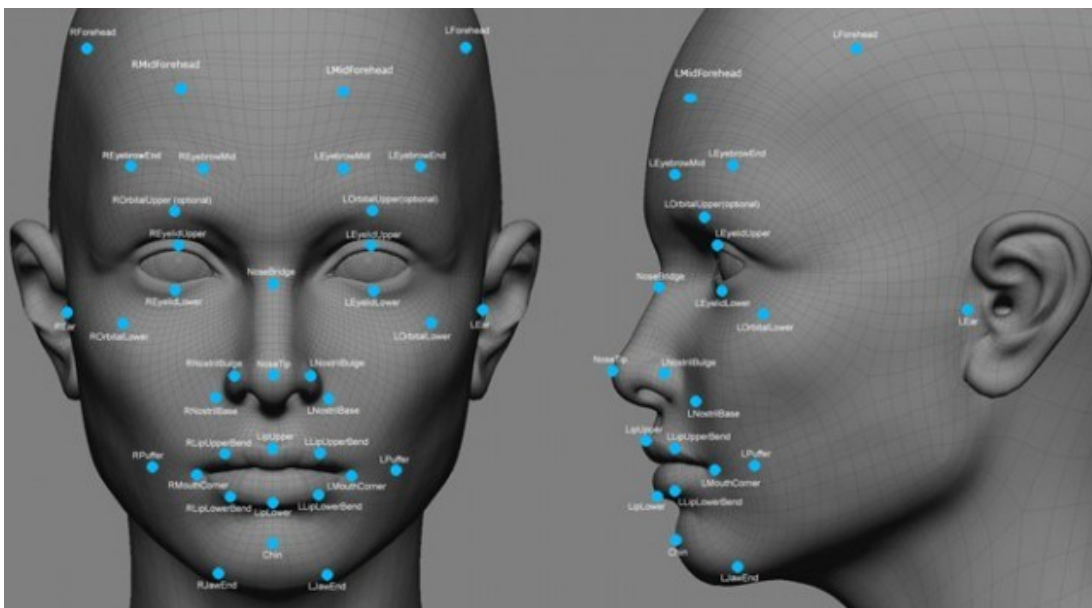 RForehead
LForehead
RMidForehead
LMidForehead
REyebrowEnd
REyebrowMid
LEyebrowMid
LEyebrowEnd
ROrbitalUpper (optional)
LOrbitalUpper(optional)
REyelidUpper
LEyelidUpper
NoseBridge
REyelidLower
LEyelidLower
REar
LEar
ROrbitalLower
LOrbitalLower
RNostrilBulge
NoseTip
LNostrilBulge
RNostrilBase
LNostrilBase
RLipUpperBend
LipUpper
LLipUpperBend
RPuffer
LPuffer
RMouthCorner
LMouthCorner
RLipLowerBend
LipLower
LLipLowerBend
Chin
RJawEnd
LJawEnd
LForehead
LMidForehead
LEyebrowMid
LEyebrowEnd
LOrbitalUpper(optional)
LEyelidUpper
NoseBridge
LEyelidLower
LOrbitalLower
LEar
NoseTip
LNostrilBulge
LNostrilBase
LipUpper
LLipUpperBend
LPuffer
LMouthCorner
LipLower
LLipLowerBend
Chin
LJawEnd